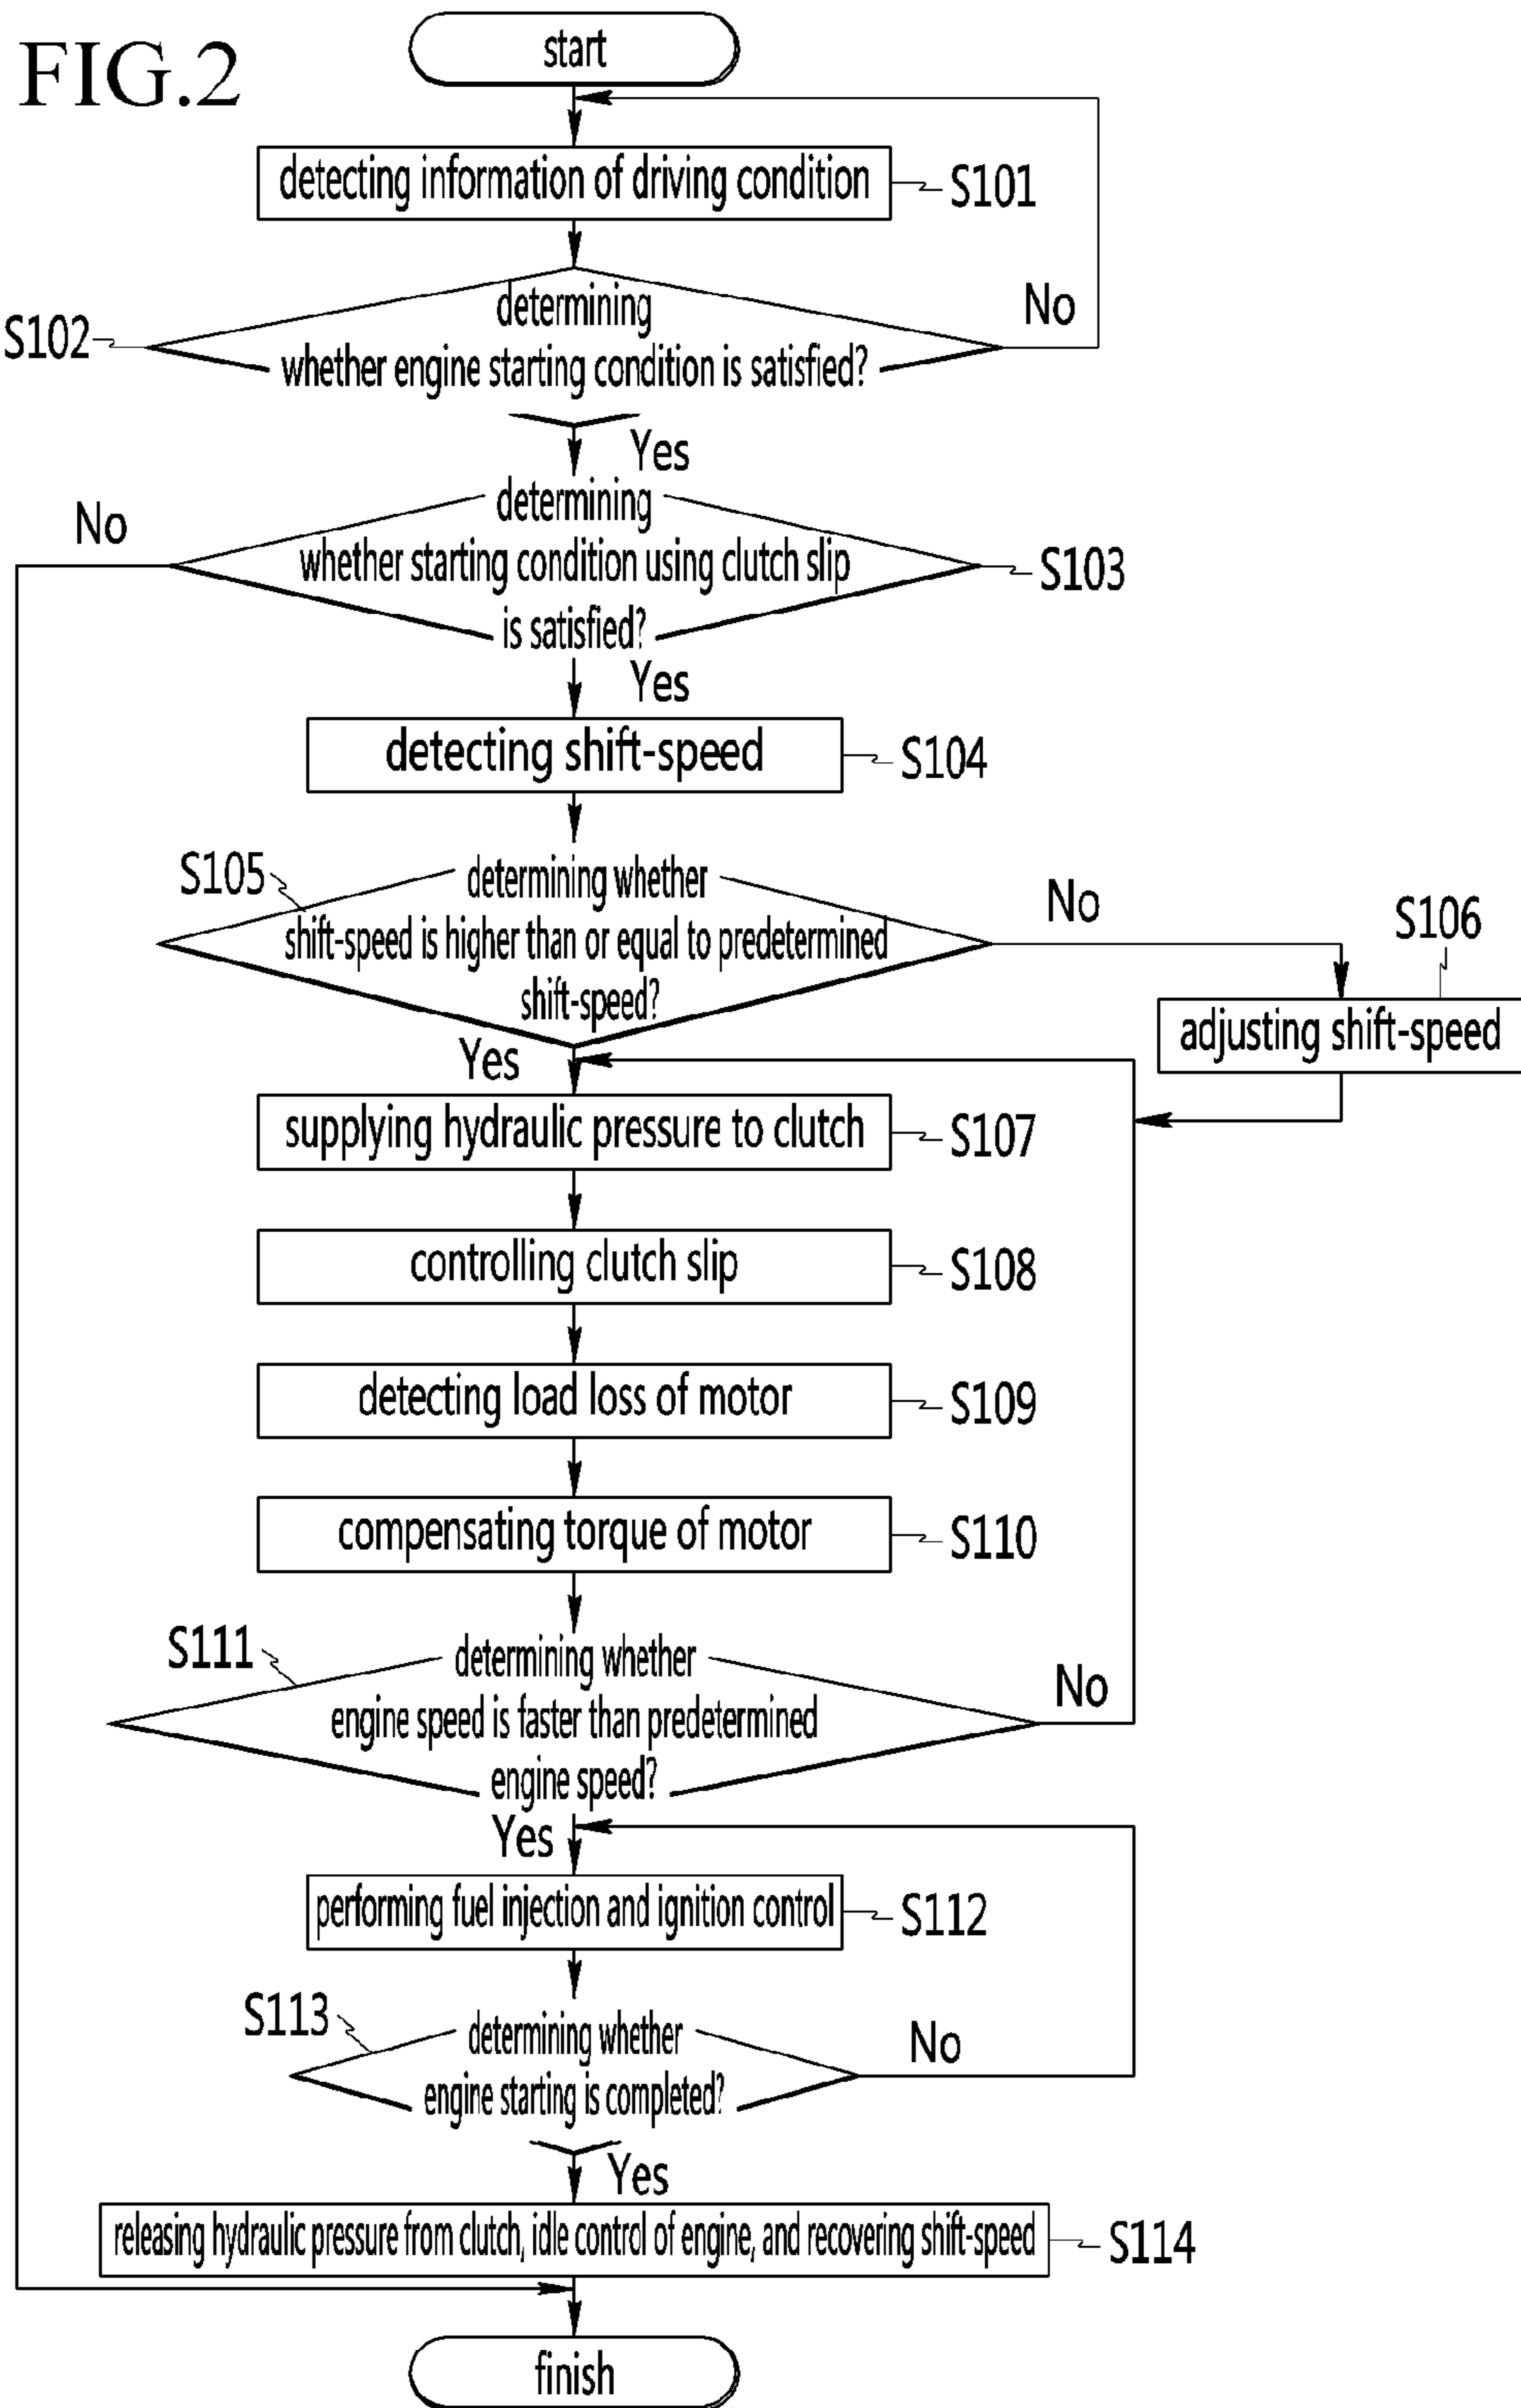 FIG.2
start
detecting information of driving condition
S101
determining
whether engine starting condition is satisfied?
S102
No
Yes
determining
whether starting condition using clutch slip
is satisfied?
No
S103
Yes
detecting shift-speed
S104
S105
determining whether
shift-speed is higher than or equal to predetermined
shift-speed?
No
S106
adjusting shift-speed
Yes
supplying hydraulic pressure to clutch
S107
controlling clutch slip
S108
detecting load loss of motor
S109
compensating torque of motor
S110
S111
determining whether
engine speed is faster than predetermined
engine speed?
No
Yes
performing fuel injection and ignition control
S112
S113
determining whether
engine starting is completed?
No
Yes
releasing hydraulic pressure from clutch, idle control of engine, and recovering shift-speed
S114
finish